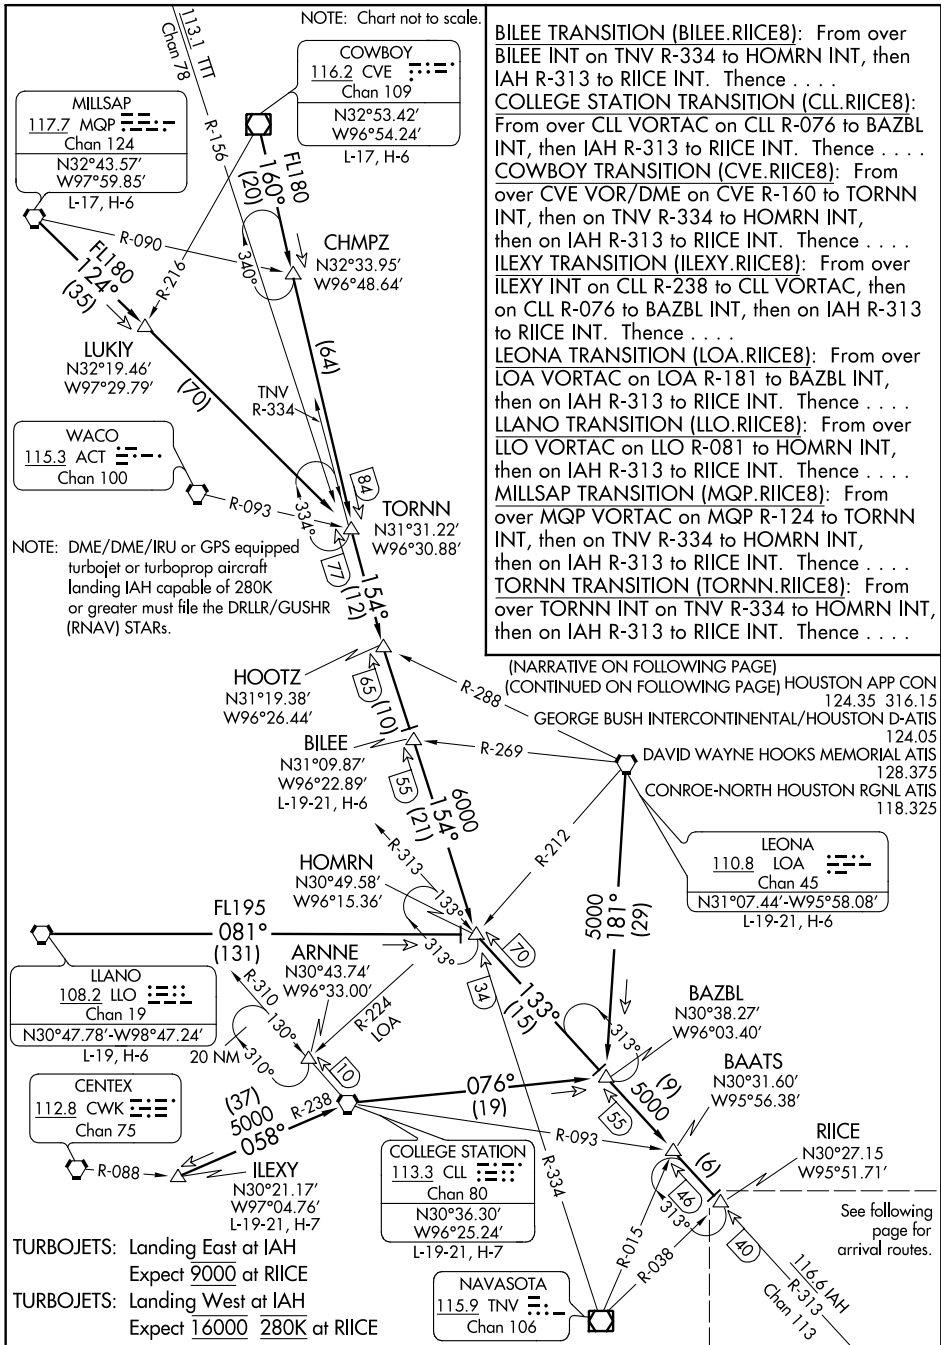 NOTE: Chart not to scale.
113.1 TTT
Chan 78
COWBOY
116.2 CVE
Chan 109
N32°53.42'
W96°54.24'
L-17, H-6
MILLSAP
117.7 MQP
Chan 124
N32°43.57'
W97°59.85'
L-17, H-6
R-156
FL180
160°
(20)
R-090
R-216
340°
CHMPZ
N32°33.95'
W96°48.64'
FL180
124°
(35)
LUKIY
N32°19.46'
W97°29.79'
(70)
(64)
TNV
R-334
WACO
115.3 ACT
Chan 100
R-093
334°
84
TORNN
N31°31.22'
W96°30.88'
77
154°
(12)
NOTE: DME/DME/IRU or GPS equipped
turbojet or turboprop aircraft
landing IAH capable of 280K
or greater must file the DRLLR/GUSHR
(RNAV) STARs.
BILEE TRANSITION (BILEE.RIICE8): From over
BILEE INT on TNV R-334 to HOMRN INT, then
IAH R-313 to RIICE INT. Thence . . . .
COLLEGE STATION TRANSITION (CLL.RIICE8):
From over CLL VORTAC on CLL R-076 to BAZBL
INT, then IAH R-313 to RIICE INT. Thence . . . .
COWBOY TRANSITION (CVE.RIICE8): From
over CVE VOR/DME on CVE R-160 to TORNN
INT, then on TNV R-334 to HOMRN INT,
then on IAH R-313 to RIICE INT. Thence . . . .
ILEXY TRANSITION (ILEXY.RIICE8): From over
ILEXY INT on CLL R-238 to CLL VORTAC, then
on CLL R-076 to BAZBL INT, then on IAH R-313
to RIICE INT. Thence . . . .
LEONA TRANSITION (LOA.RIICE8): From over
LOA VORTAC on LOA R-181 to BAZBL INT,
then on IAH R-313 to RIICE INT. Thence . . . .
LLANO TRANSITION (LLO.RIICE8): From over
LLO VORTAC on LLO R-081 to HOMRN INT,
then on IAH R-313 to RIICE INT. Thence . . . .
MILLSAP TRANSITION (MQP.RIICE8): From
over MQP VORTAC on MQP R-124 to TORNN
INT, then on TNV R-334 to HOMRN INT,
then on IAH R-313 to RIICE INT. Thence . . . .
TORNN TRANSITION (TORNN.RIICE8): From
over TORNN INT on TNV R-334 to HOMRN INT,
then on IAH R-313 to RIICE INT. Thence . . . .
(NARRATIVE ON FOLLOWING PAGE)
(CONTINUED ON FOLLOWING PAGE)
HOUSTON APP CON
124.35 316.15
GEORGE BUSH INTERCONTINENTAL/HOUSTON D-ATIS
124.05
DAVID WAYNE HOOKS MEMORIAL ATIS
128.375
CONROE-NORTH HOUSTON RGNL ATIS
118.325
HOOTZ
N31°19.38'
W96°26.44'
65
(10)
R-288
BILEE
N31°09.87'
W96°22.89'
L-19-21, H-6
R-269
55
6000
154°
(21)
R-212
LEONA
110.8 LOA
Chan 45
N31°07.44'-W95°58.08'
L-19-21, H-6
HOMRN
N30°49.58'
W96°15.36'
R-313
133°
313°
5000
181°
(29)
FL195
081°
(131)
LLANO
108.2 LLO
Chan 19
N30°47.78'-W98°47.24'
L-19, H-6
ARNNE
N30°43.74'
W96°33.00'
R-310
130°
310°
20 NM
R-224
LOA
70
34
133°
(15)
313°
BAZBL
N30°38.27'
W96°03.40'
10
076°
(19)
(9)
5000
55
BAATS
N30°31.60'
W95°56.38'
CENTEX
112.8 CWK
Chan 75
R-088
(37)
5000
058°
R-238
ILEXY
N30°21.17'
W97°04.76'
L-19-21, H-7
COLLEGE STATION
113.3 CLL
Chan 80
N30°36.30'
W96°25.24'
L-19-21, H-7
R-093
R-334
(6)
46
313°
RIICE
N30°27.15
W95°51.71'
R-015
R-038
40
See following
page for
arrival routes.
116.6 IAH
R-313
Chan 113
NAVASOTA
115.9 TNV
Chan 106
TURBOJETS: Landing East at IAH
Expect 9000 at RIICE
TURBOJETS: Landing West at IAH
Expect 16000 280K at RIICE